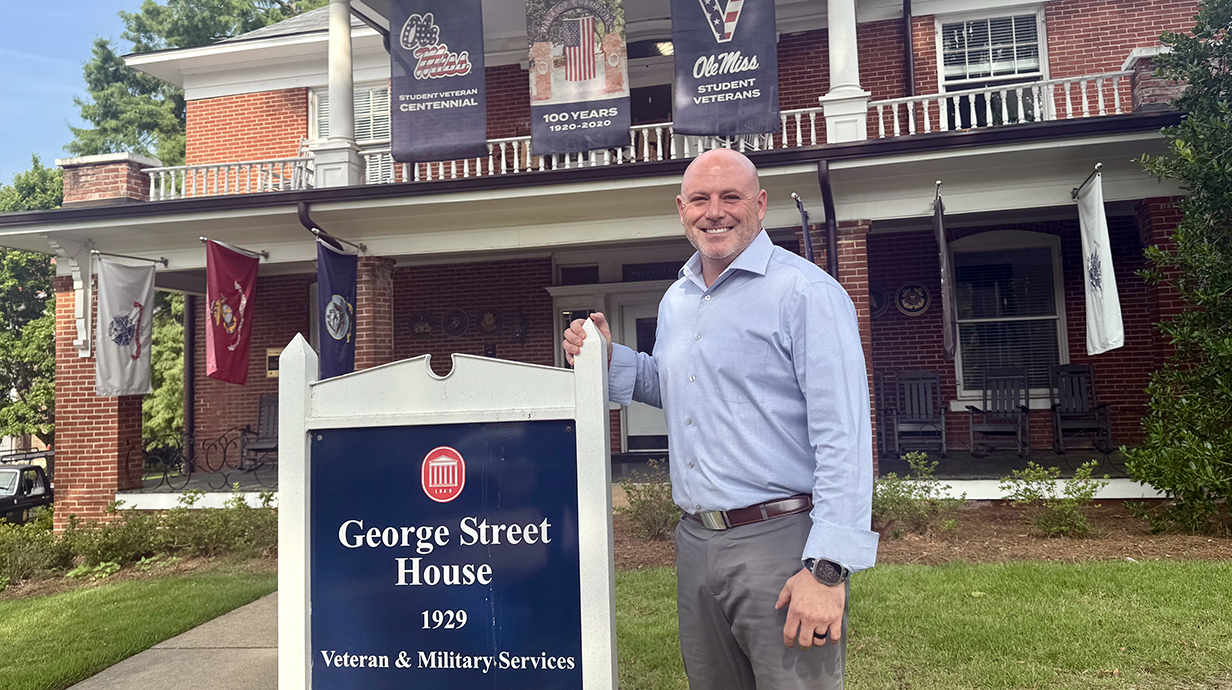 Ole
Miss
STUDENT VETERAN
CENTENNIAL
100 YEARS
1920-2020
V
Ole Miss
STUDENT
VETERANS
1848
George Street
House
1929
Veteran & Military Services